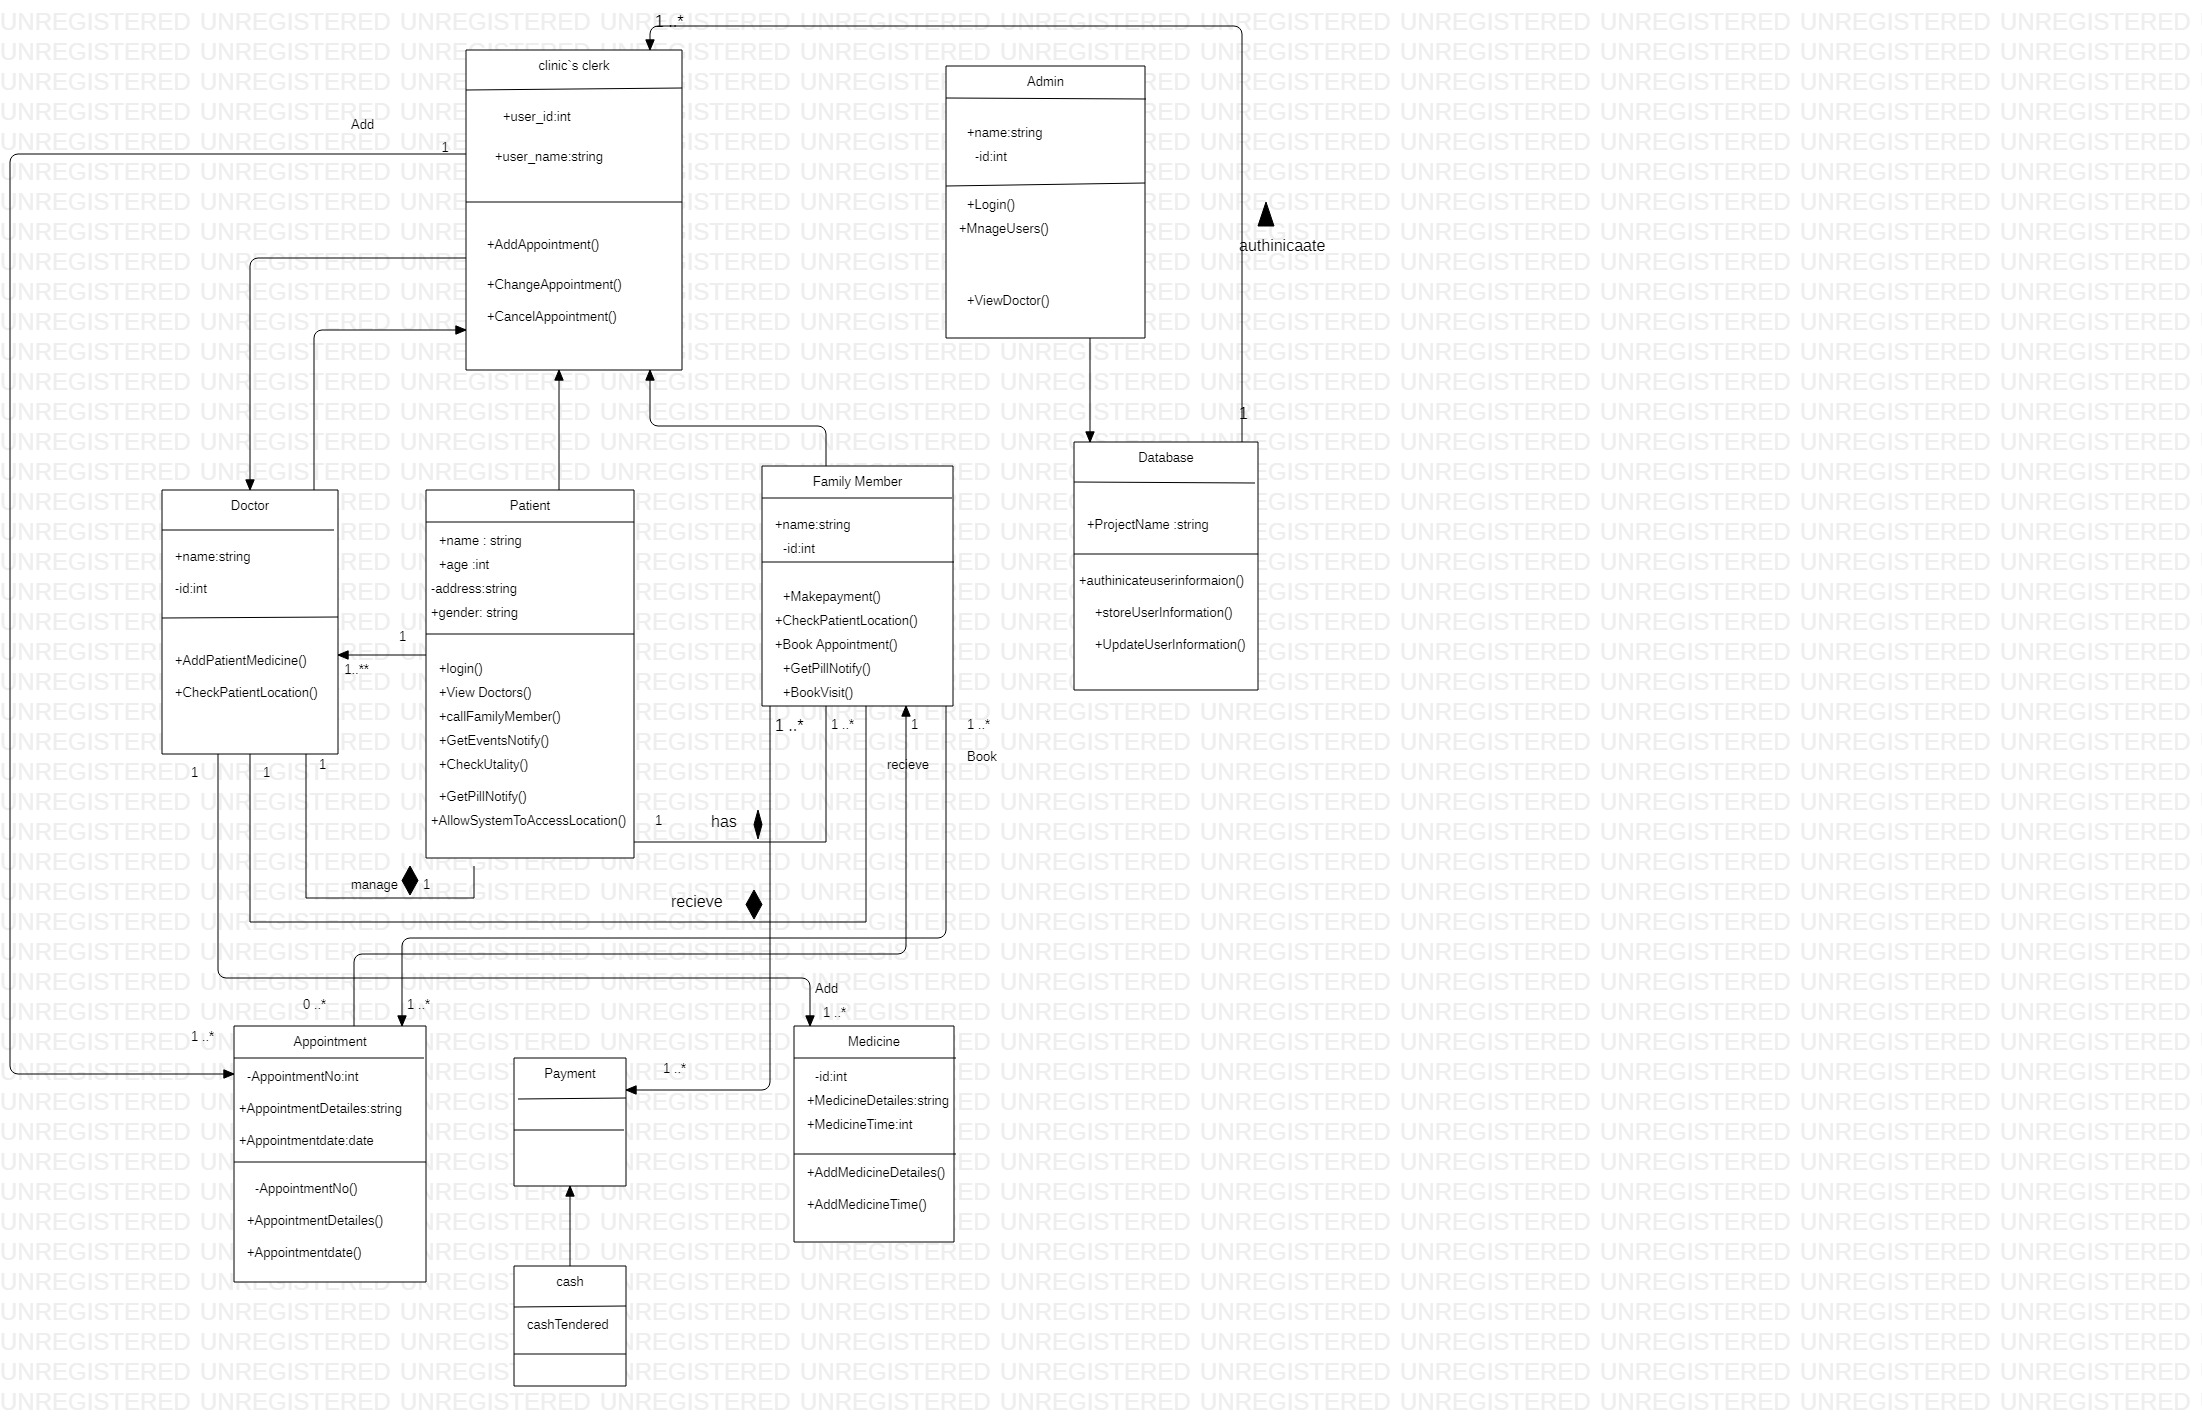 1 ..*
clinic`s clerk
+user_id:int
+user_name:string
+AddAppointment()
+ChangeAppointment()
+CancelAppointment()
Add
1
Admin
+name:string
-id:int
+Login()
+MnageUsers()
+ViewDoctor()
authinicaate
1
Database
+ProjectName :string
+authinicateuserinformaion()
+storeUserInformation()
+UpdateUserInformation()
Doctor
+name:string
-id:int
+AddPatientMedicine()
+CheckPatientLocation()
1
1..**
Patient
+name : string
+age :int
-address:string
+gender: string
+login()
+View Doctors()
+callFamilyMember()
+GetEventsNotify()
+CheckUtality()
+GetPillNotify()
+AllowSystemToAccessLocation()
Family Member
+name:string
-id:int
+Makepayment()
+CheckPatientLocation()
+Book Appointment()
+GetPillNotify()
+BookVisit()
1 ..*
1 ..*
1
1 ..*
recieve
Book
1
1
1
1
has
manage
1
recieve
0 ..*
1 ..*
1 ..*
Add
1 ..*
1 ..*
Appointment
-AppointmentNo:int
+AppointmentDetailes:string
+Appointmentdate:date
-AppointmentNo()
+AppointmentDetailes()
+Appointmentdate()
Payment
Medicine
-id:int
+MedicineDetailes:string
+MedicineTime:int
+AddMedicineDetailes()
+AddMedicineTime()
cash
cashTendered
UNREGISTERED